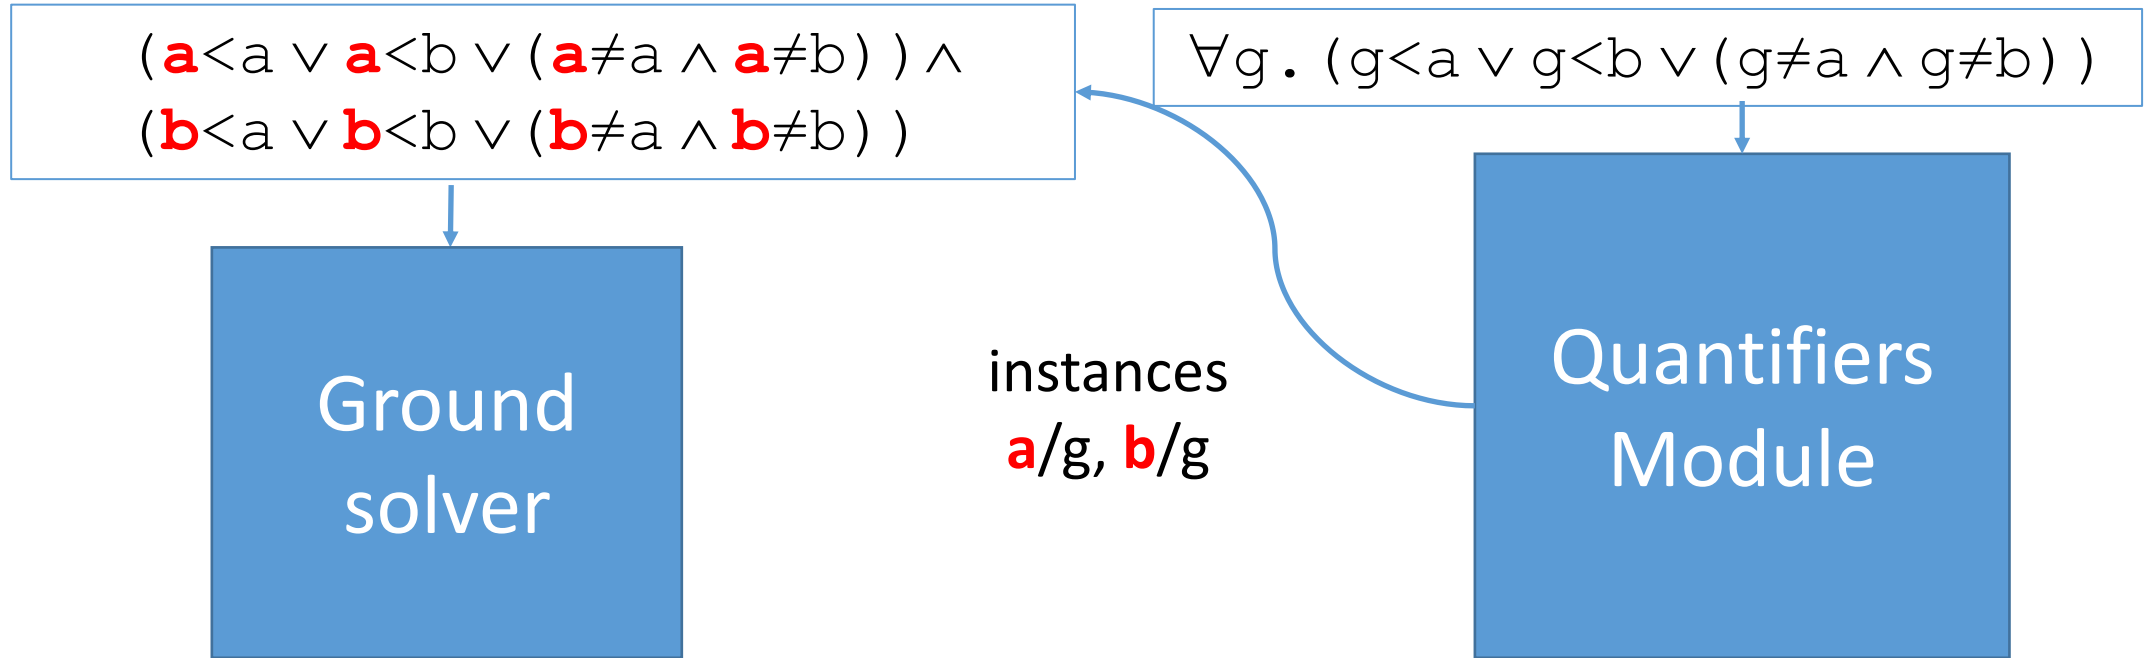 (a<a ∨ a<b ∨ (a≠a ∧ a≠b)) ∧
(b<a ∨ b<b ∨ (b≠a ∧ b≠b))
∀g.(g<a ∨ g<b ∨ (g≠a ∧ g≠b))
Ground
solver
instances
a/g, b/g
Quantifiers
Module